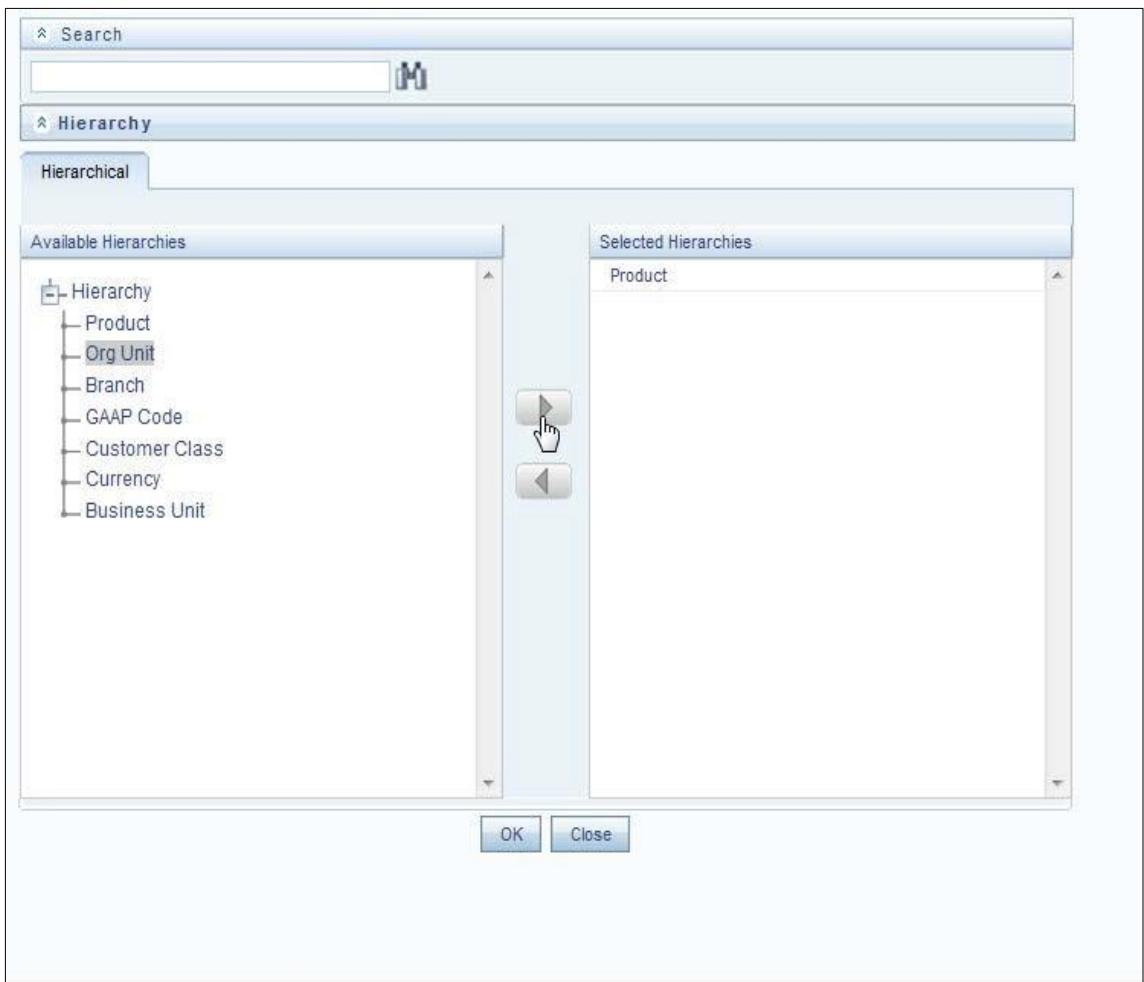 Search
Hierarchy
Hierarchical
Available Hierarchies
Selected Hierarchies
Hierarchy
Product
Org Unit
Branch
GAAP Code
Customer Class
Currency
Business Unit
Product
OK
Close